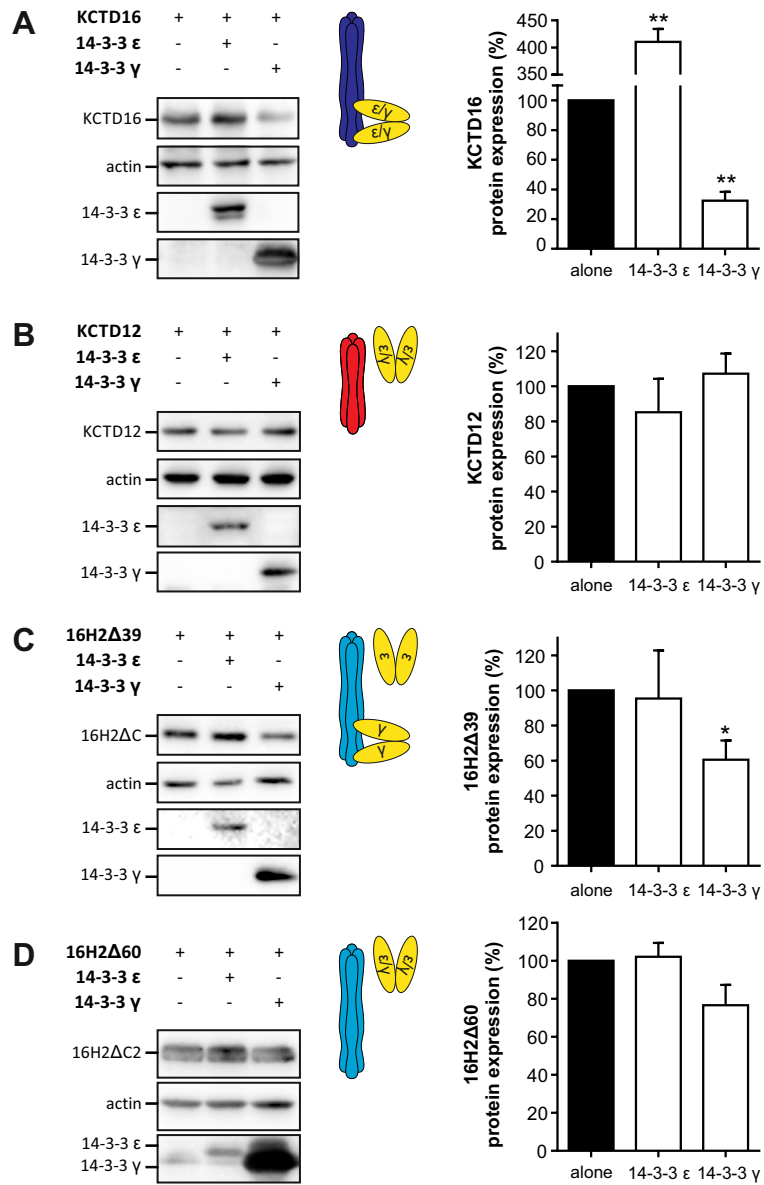 A
KCTD16 + + +
14-3-3 ε - + -
14-3-3 γ - - +
KCTD16
actin
14-3-3 ε
14-3-3 γ
ε/γ
ε/γ
KCTD16
protein expression (%)
450
400
350
100
80
60
40
20
0
**
**
alone 14-3-3 ε 14-3-3 γ
B
KCTD12 + + +
14-3-3 ε - + -
14-3-3 γ - - +
KCTD12
actin
14-3-3 ε
14-3-3 γ
ε/γ ε/γ
KCTD12
protein expression (%)
120
100
80
60
40
20
0
alone 14-3-3 ε 14-3-3 γ
C
16H2Δ39 + + +
14-3-3 ε - + -
14-3-3 γ - - +
16H2ΔC
actin
14-3-3 ε
14-3-3 γ
ε ε
γ
γ
16H2Δ39
protein expression (%)
120
100
80
60
40
20
0
*
alone 14-3-3 ε 14-3-3 γ
D
16H2Δ60 + + +
14-3-3 ε - + -
14-3-3 γ - - +
16H2ΔC2
actin
14-3-3 ε
14-3-3 γ
ε/γ ε/γ
16H2Δ60
protein expression (%)
120
100
80
60
40
20
0
alone 14-3-3 ε 14-3-3 γ